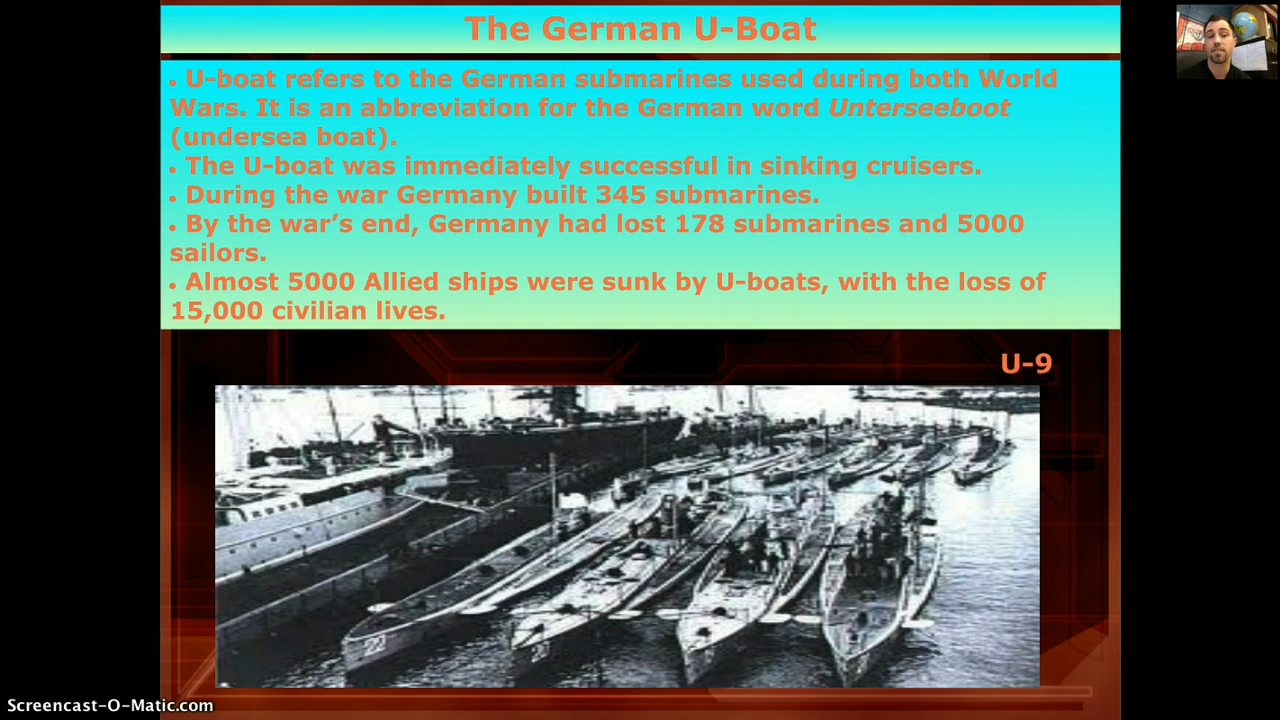 The German U-Boat
• U-boat refers to the German submarines used during both World
Wars. It is an abbreviation for the German word Unterseeboot
(undersea boat).
• The U-boat was immediately successful in sinking cruisers.
• During the war Germany built 345 submarines.
• By the war’s end, Germany had lost 178 submarines and 5000
sailors.
• Almost 5000 Allied ships were sunk by U-boats, with the loss of
15,000 civilian lives.
U-9
22
Screencast-O-Matic.com